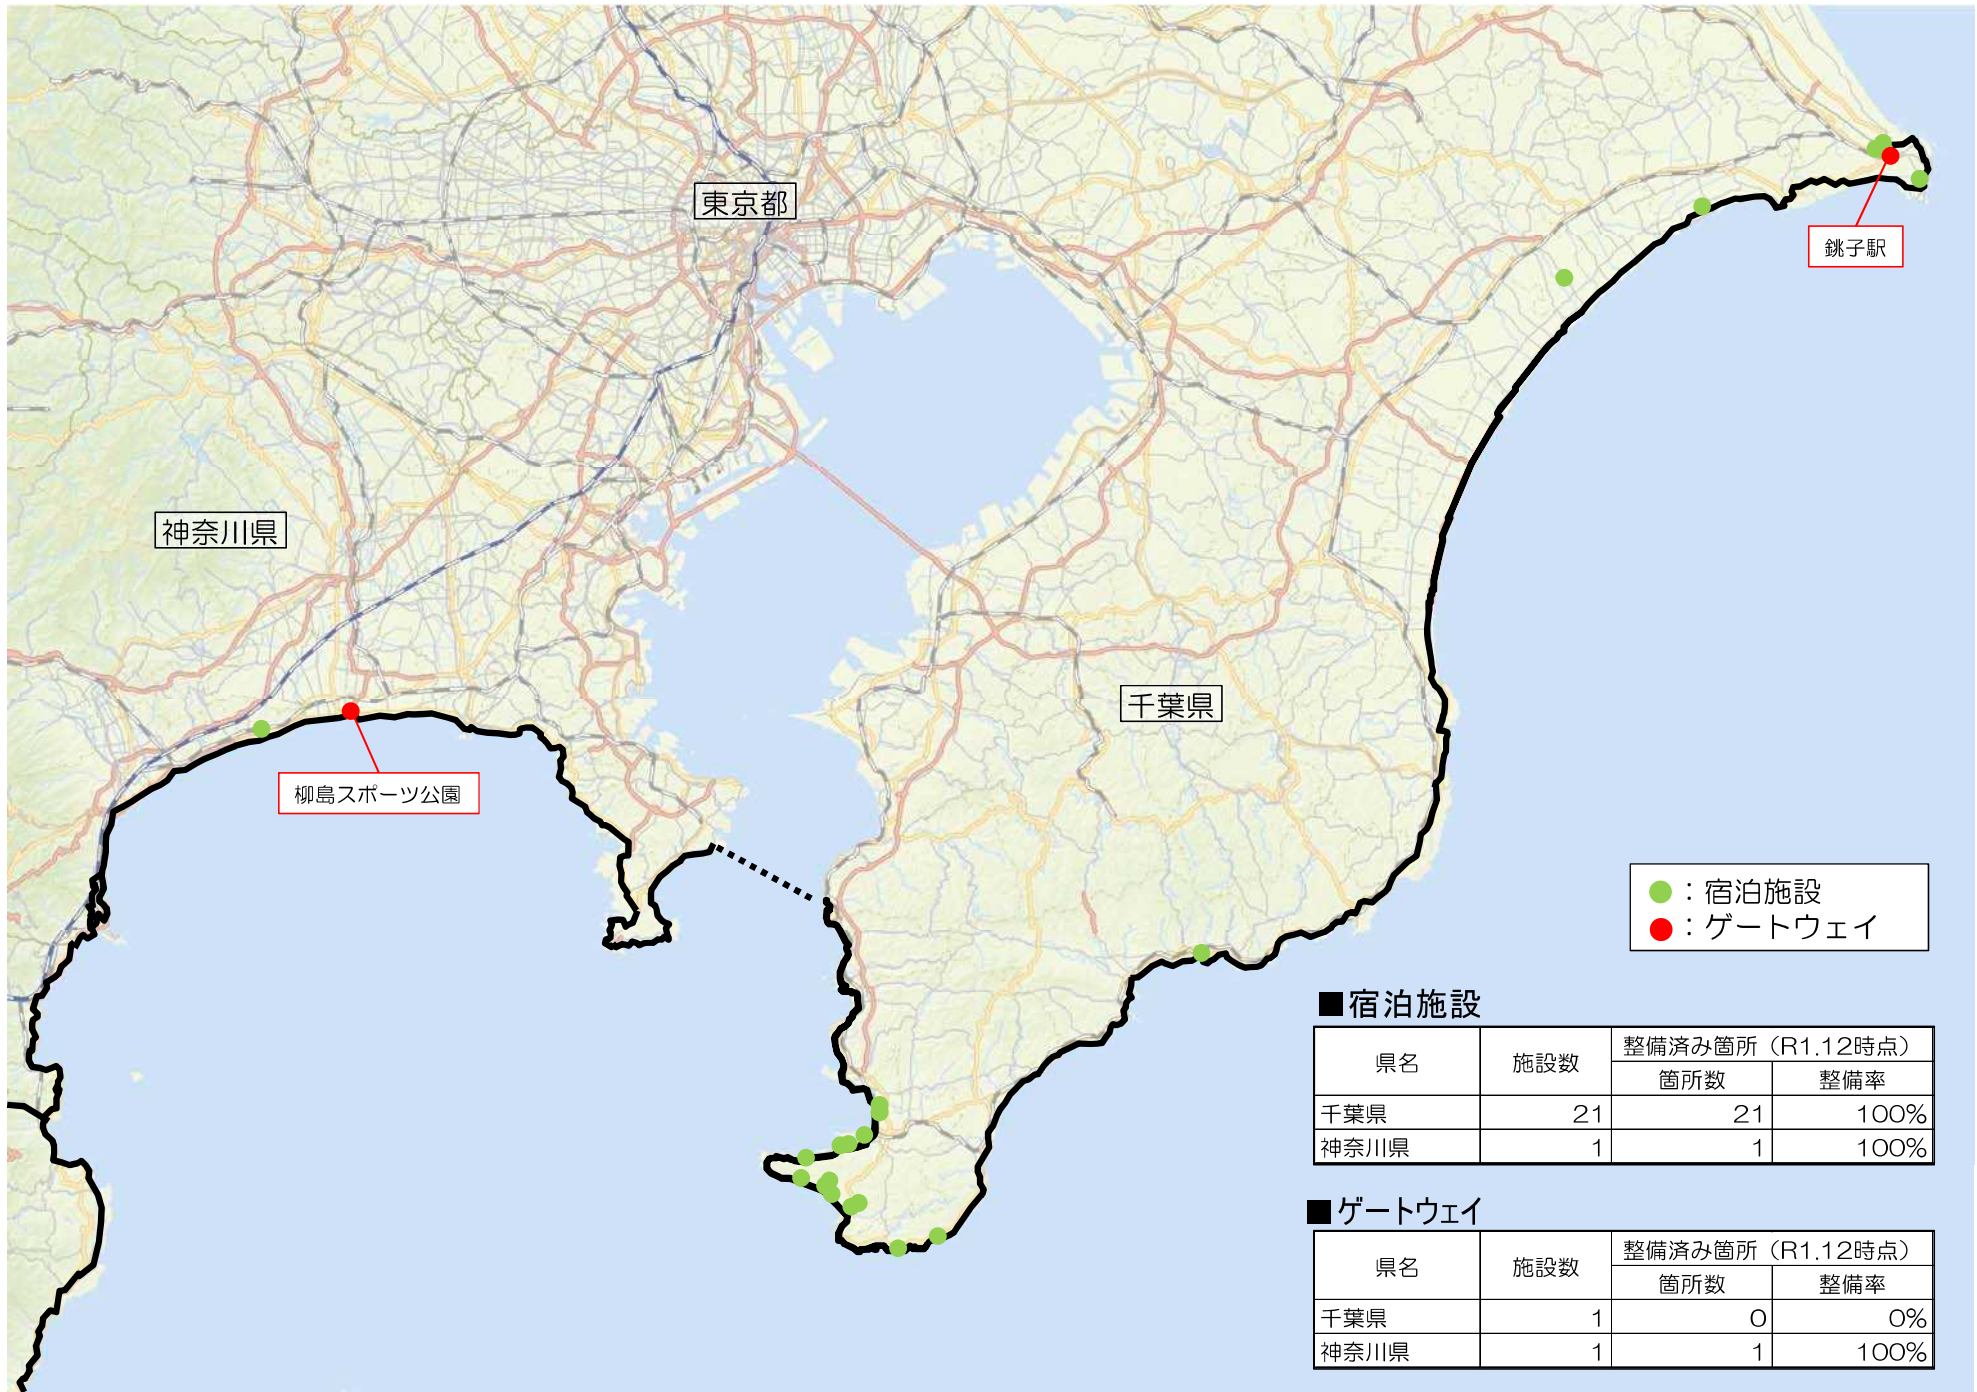 東京都
銚子駅
神奈川県
千葉県
柳島スポーツ公園
：宿泊施設
：ゲートウェイ
■宿泊施設
県名 施設数 整備済み箇所（R1.12時点）
箇所数 整備率
千葉県 21 21 100%
神奈川県 1 1 100%
■ゲートウェイ
県名 施設数 整備済み箇所（R1.12時点）
箇所数 整備率
千葉県 1 0 0%
神奈川県 1 1 100%